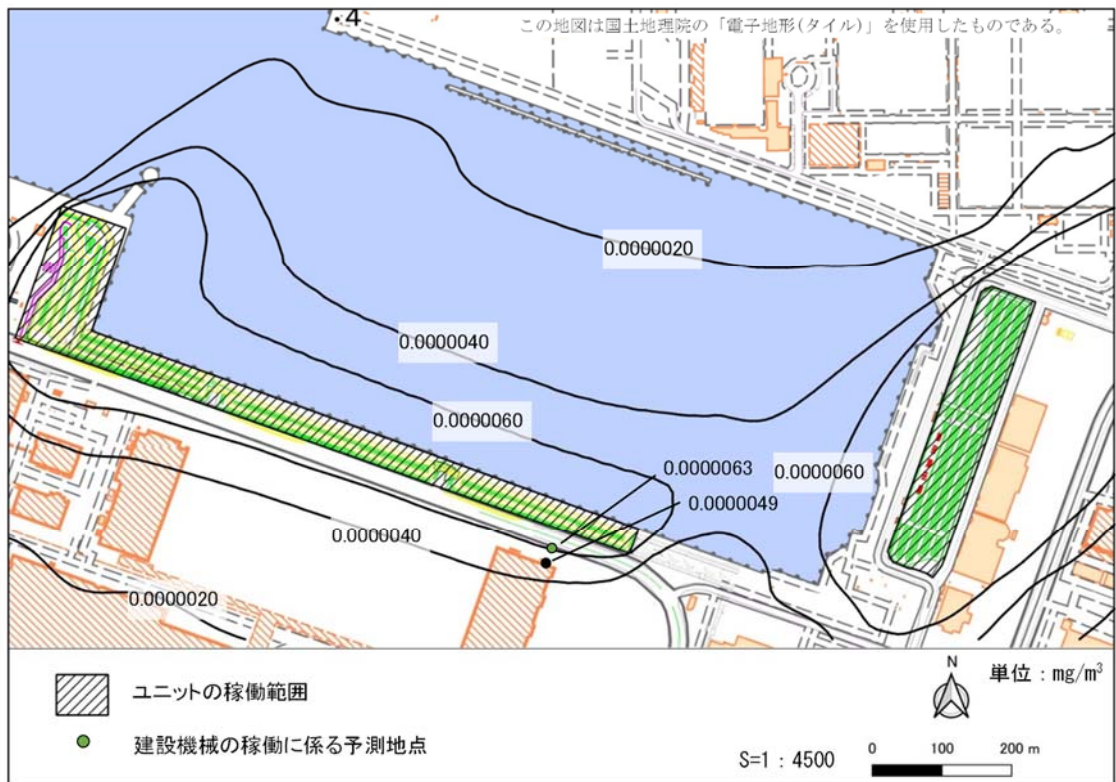 4
この地図は国土地理院の「電子地形(タイル)」を使用したものである。
0.0000020
0.0000040
0.0000060
0.0000063
0.0000060
0.0000049
0.0000040
0.0000020
ユニットの稼働範囲
建設機械の稼働に係る予測地点
N
単位：mg/m³
S=1：4500
0 100 200 m